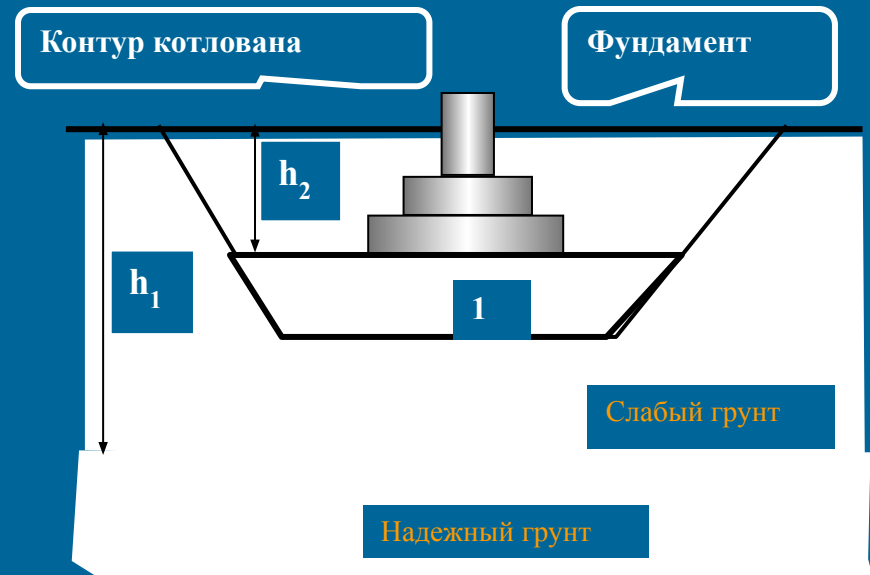 Контур котлована
Фундамент
h2
h1
1
Слабый грунт
Надежный грунт